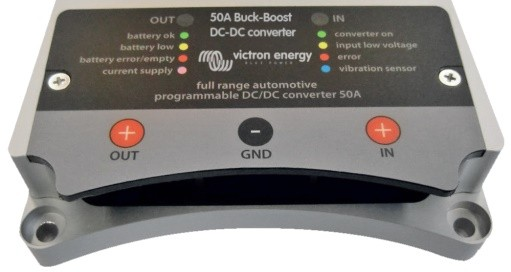 OUT 50A Buck-Boost IN
DC-DC converter
battery ok converter on
battery low input low voltage
battery error/empty error
current supply vibration sensor
victron energy
BLUE POWER
full range automotive
programmable DC/DC converter 50A
+ - +
OUT GND IN